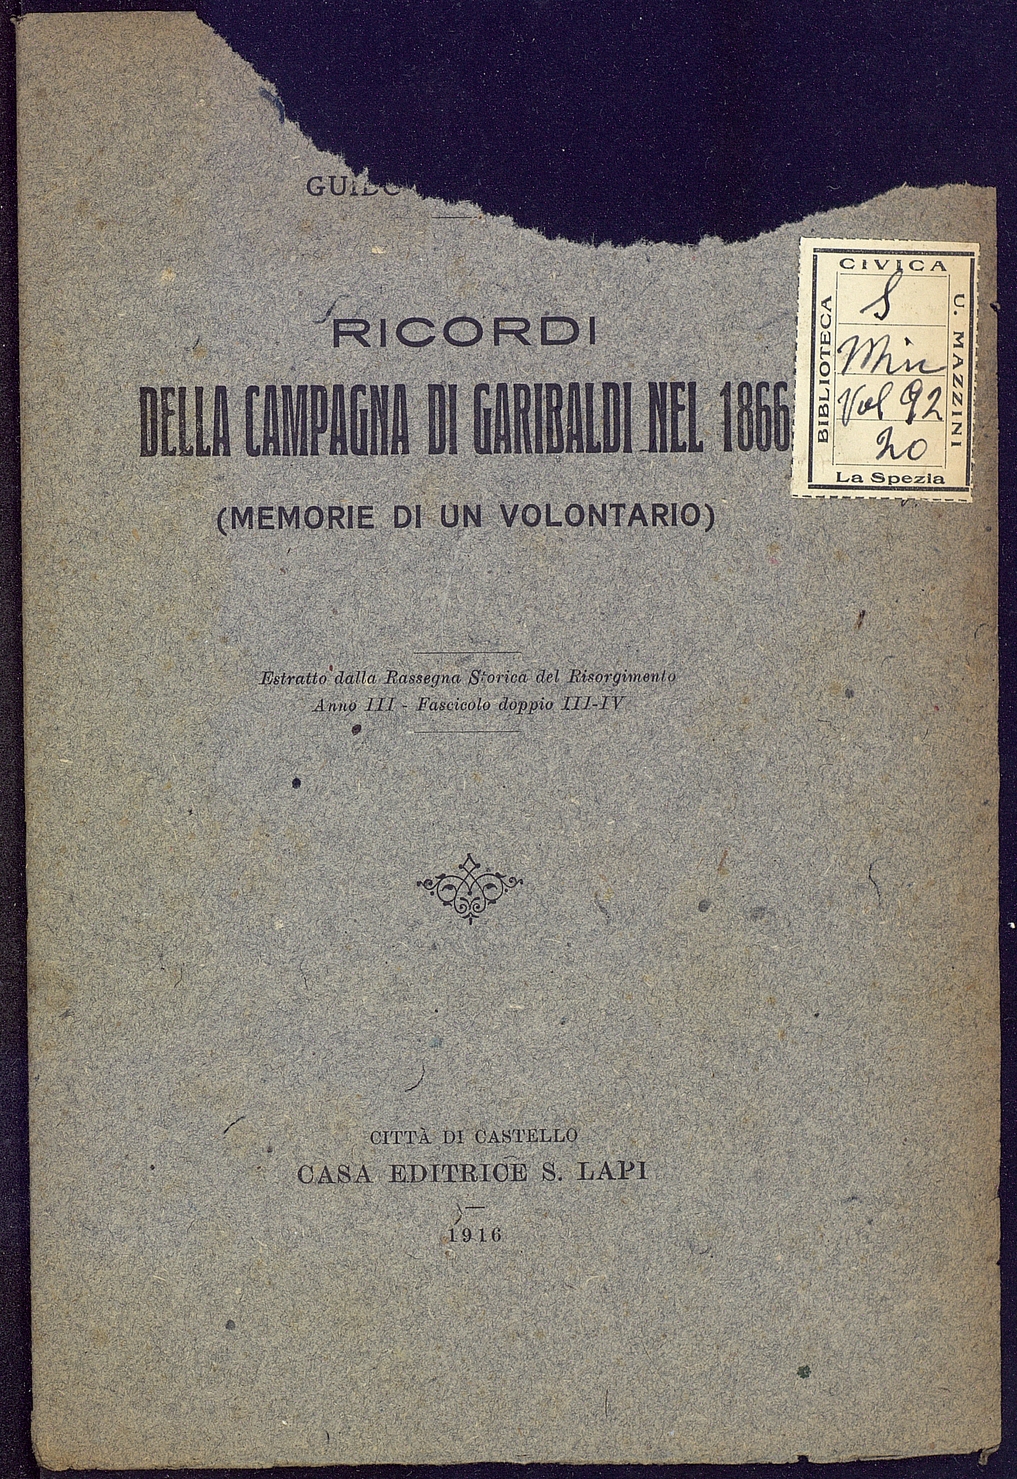 GUIDO
RICORDI
DELLA CAMPAGNA DI GARIBALDI NEL 1866
(MEMORIE DI UN VOLONTARIO)
Estratto dalla Rassegna Storica del Risorgimento
Anno III - Fascicolo doppio III-IV
CITTÀ DI CASTELLO
CASA EDITRICE S. LAPI
1916
CIVICA
BIBLIOTECA
U. MAZZINI
S
Min
Vol 92
20
La Spezia